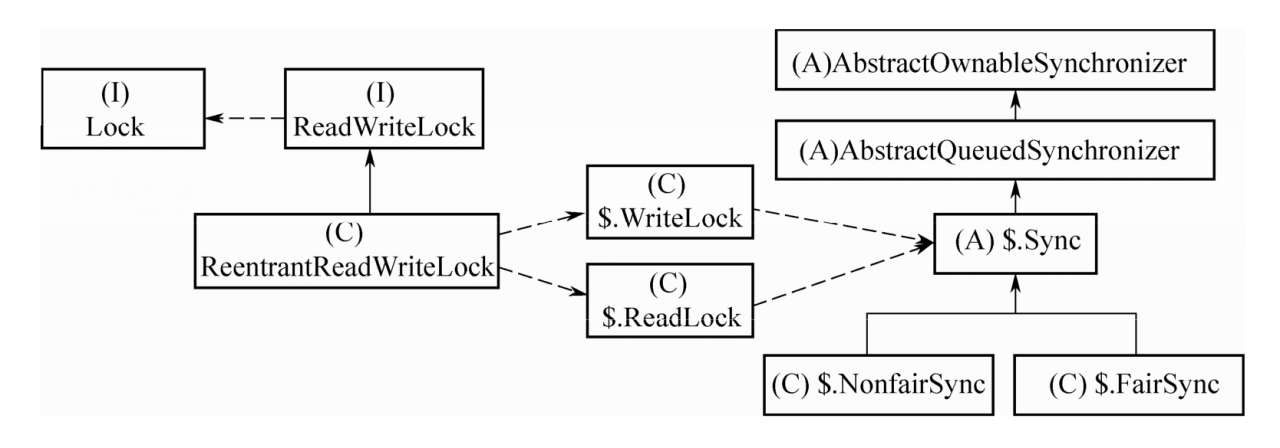 (A)AbstractOwnableSynchronizer
(I)
Lock
(I)
ReadWriteLock
(A)AbstractQueuedSynchronizer
(C)
$.WriteLock
(C)
ReentrantReadWriteLock
(A) $.Sync
(C)
$.ReadLock
(C) $.NonfairSync
(C) $.FairSync